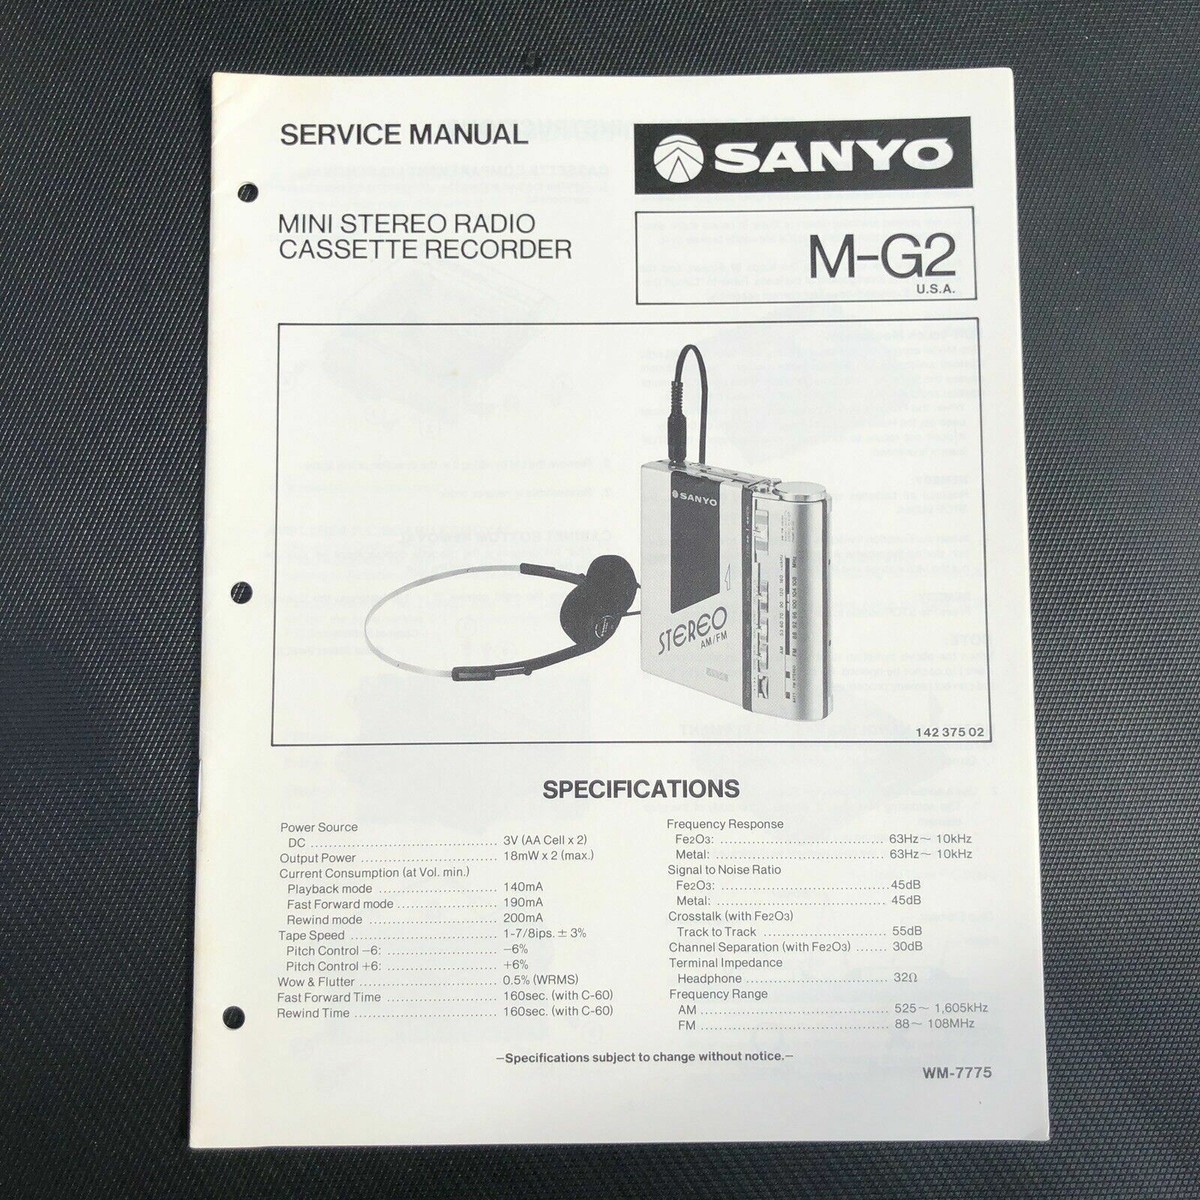 SERVICE MANUAL
SANYO
MINI STEREO RADIO
CASSETTE RECORDER
M-G2
U.S.A.
SANYO
STEREO
AM/FM
142 375 02
SPECIFICATIONS
Power Source
DC ........ 3V (AA Cell x 2)
Output Power ........ 18mW x 2 (max.)
Current Consumption (at Vol. min.)
Playback mode ........ 140mA
Fast Forward mode ........ 190mA
Rewind mode ........ 200mA
Tape Speed ........ 1-7/8ips. ± 3%
Pitch Control -6: ........ -6%
Pitch Control +6: ........ +6%
Wow & Flutter ........ 0.5% (WRMS)
Fast Forward Time ........ 160sec. (with C-60)
Rewind Time ........ 160sec. (with C-60)
Frequency Response
Fe2O3: ........ 63Hz~ 10kHz
Metal: ........ 63Hz~ 10kHz
Signal to Noise Ratio
Fe2O3: ........ 45dB
Metal: ........ 45dB
Crosstalk (with Fe2O3)
Track to Track ........ 55dB
Channel Separation (with Fe2O3) ....... 30dB
Terminal Impedance
Headphone ........ 32Ω
Frequency Range
AM ........ 525~ 1,605kHz
FM ........ 88~ 108MHz
–Specifications subject to change without notice.–
WM-7775